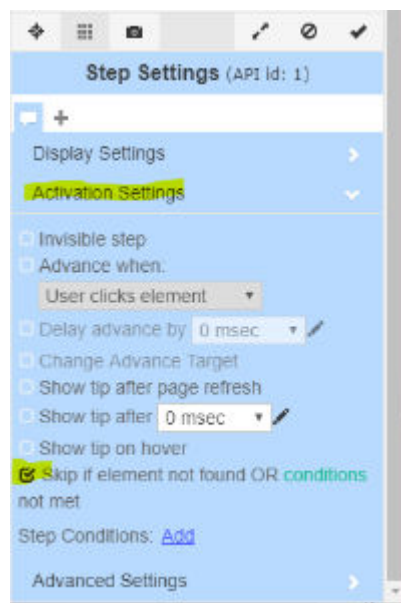 Step Settings (API id: 1)
+
Display Settings
Activation Settings
Invisible step
Advance when:
User clicks element
Delay advance by 0 msec
Change Advance Target
Show tip after page refresh
Show tip after 0 msec
Show tip on hover
Skip if element not found OR conditions
not met
Step Conditions: Add
Advanced Settings